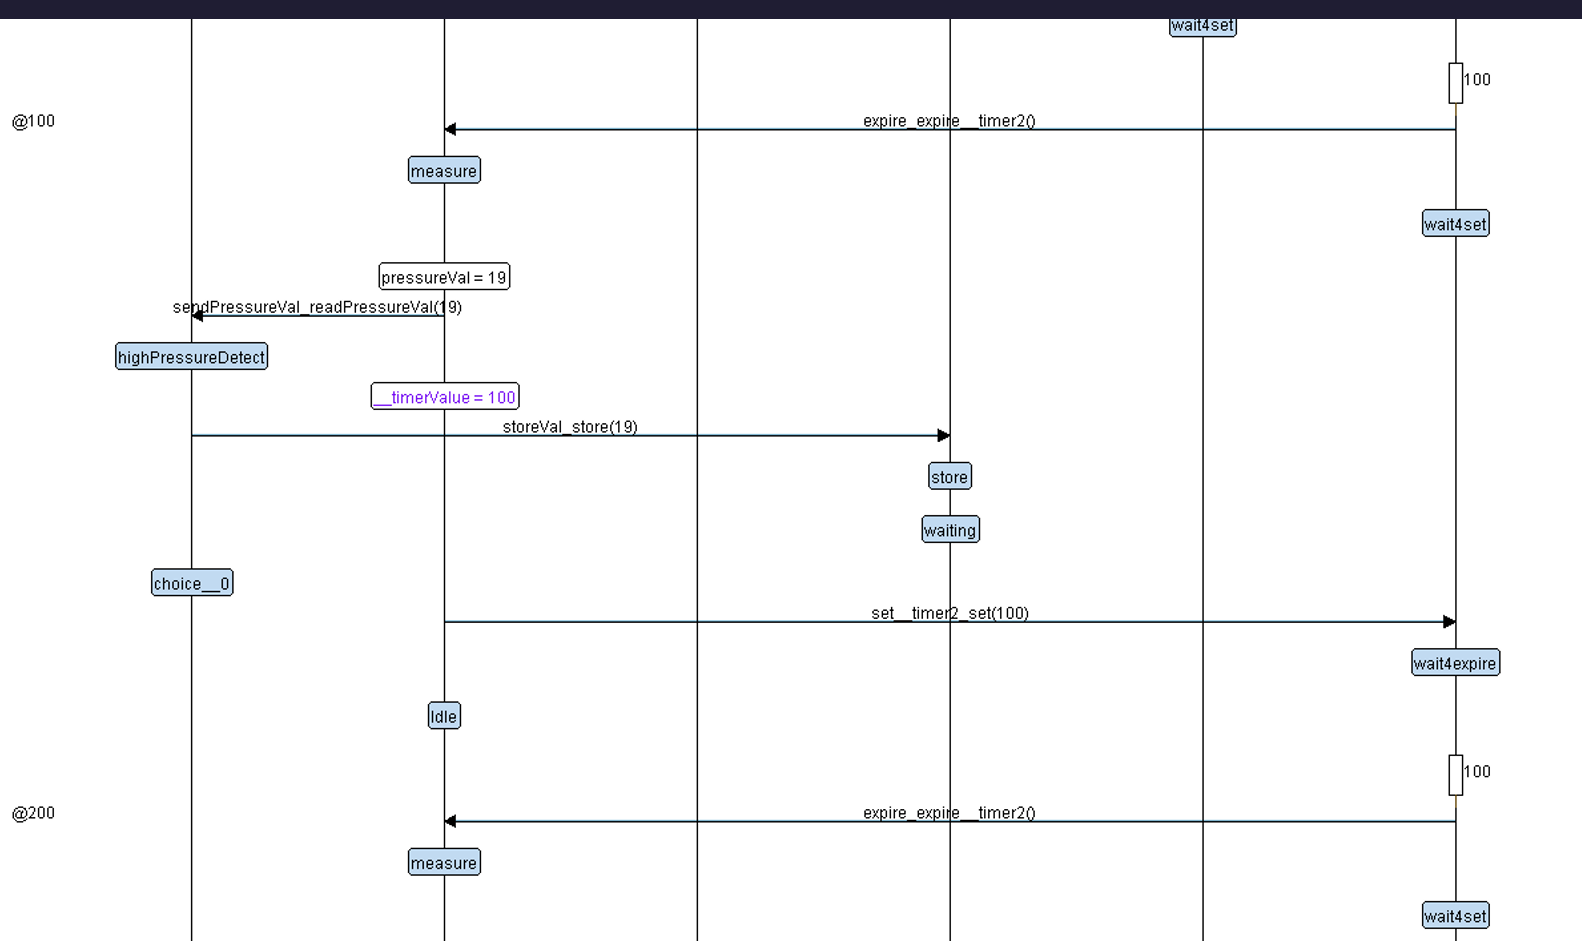 wait4set
100
@100
expire_expire__timer2()
measure
wait4set
pressureVal = 19
sendPressureVal_readPressureVal(19)
highPressureDetect
__timerValue = 100
storeVal_store(19)
store
waiting
choice__0
set__timer2_set(100)
wait4expire
Idle
100
@200
expire_expire__timer2()
measure
wait4set